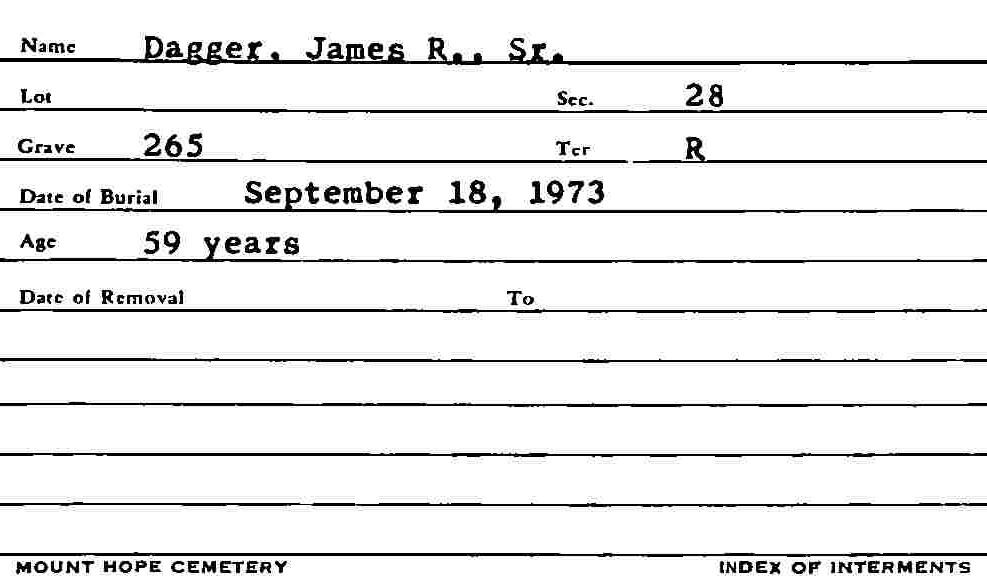 Name Dagger, James R., Sr.
Lot Sec. 28
Grave 265 Ter R
Date of Burial September 18, 1973
Age 59 years
Date of Removal To
MOUNT HOPE CEMETERY INDEX OF INTERMENTS